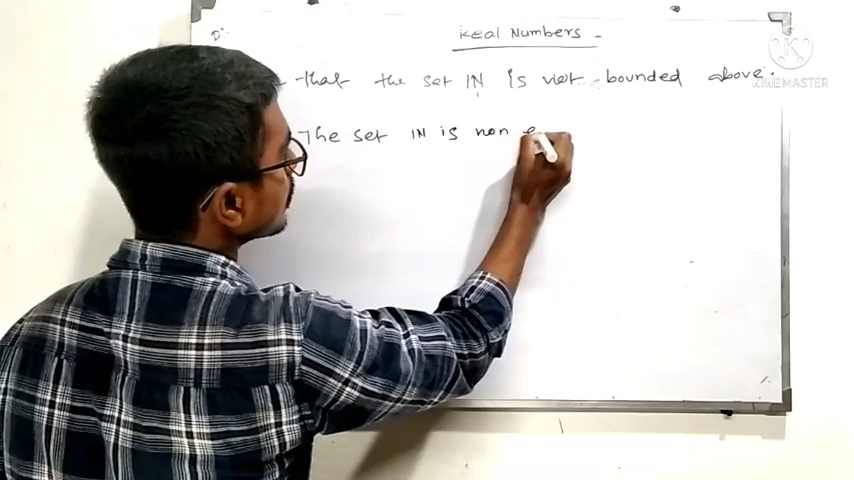 Real Numbers -
that the set IN is not bounded above.
The set IN is non e
KINEMASTER